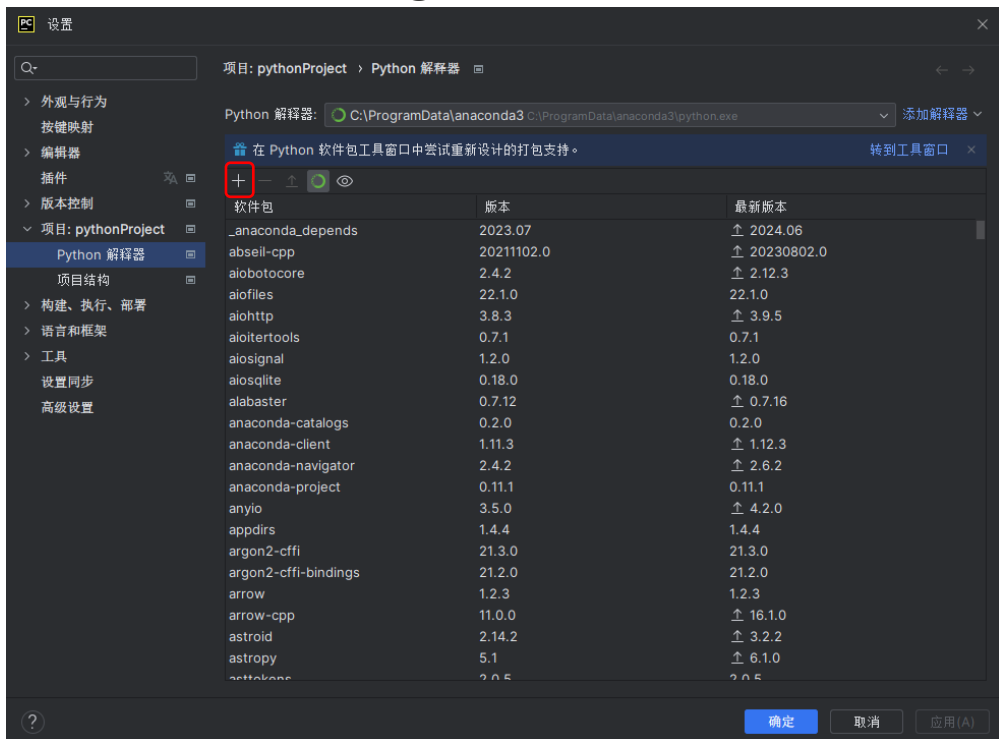 PC 设置
项目: pythonProject › Python 解释器
外观与行为
按键映射
编辑器
插件
版本控制
项目: pythonProject
Python 解释器
项目结构
构建、执行、部署
语言和框架
工具
设置同步
高级设置
Python 解释器: C:\ProgramData\anaconda3 C:\ProgramData\anaconda3\python.exe 添加解释器
在 Python 软件包工具窗口中尝试重新设计的打包支持。 转到工具窗口
软件包 版本 最新版本
_anaconda_depends 2023.07 2024.06
abseil-cpp 20211102.0 20230802.0
aiobotocore 2.4.2 2.12.3
aiofiles 22.1.0 22.1.0
aiohttp 3.8.3 3.9.5
aioitertools 0.7.1 0.7.1
aiosignal 1.2.0 1.2.0
aiosqlite 0.18.0 0.18.0
alabaster 0.7.12 0.7.16
anaconda-catalogs 0.2.0 0.2.0
anaconda-client 1.11.3 1.12.3
anaconda-navigator 2.4.2 2.6.2
anaconda-project 0.11.1 0.11.1
anyio 3.5.0 4.2.0
appdirs 1.4.4 1.4.4
argon2-cffi 21.3.0 21.3.0
argon2-cffi-bindings 21.2.0 21.2.0
arrow 1.2.3 1.2.3
arrow-cpp 11.0.0 16.1.0
astroid 2.14.2 3.2.2
astropy 5.1 6.1.0
asttokens 2.0.5 2.0.5
? 确定 取消 应用(A)